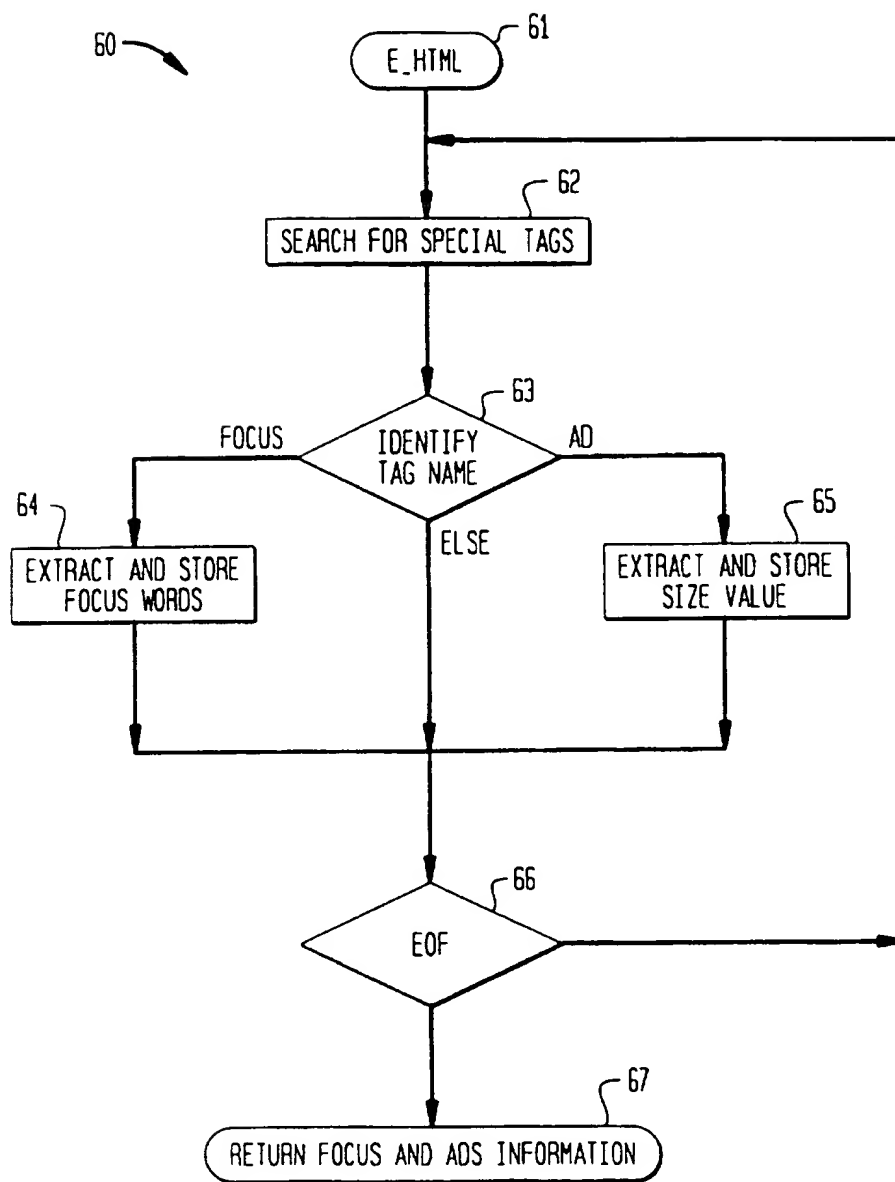 60
61
E_HTML
62
SEARCH FOR SPECIAL TAGS
63
FOCUS
IDENTIFY
TAG NAME
AD
64
ELSE
65
EXTRACT AND STORE
FOCUS WORDS
EXTRACT AND STORE
SIZE VALUE
66
EOF
67
RETURN FOCUS AND ADS INFORMATION